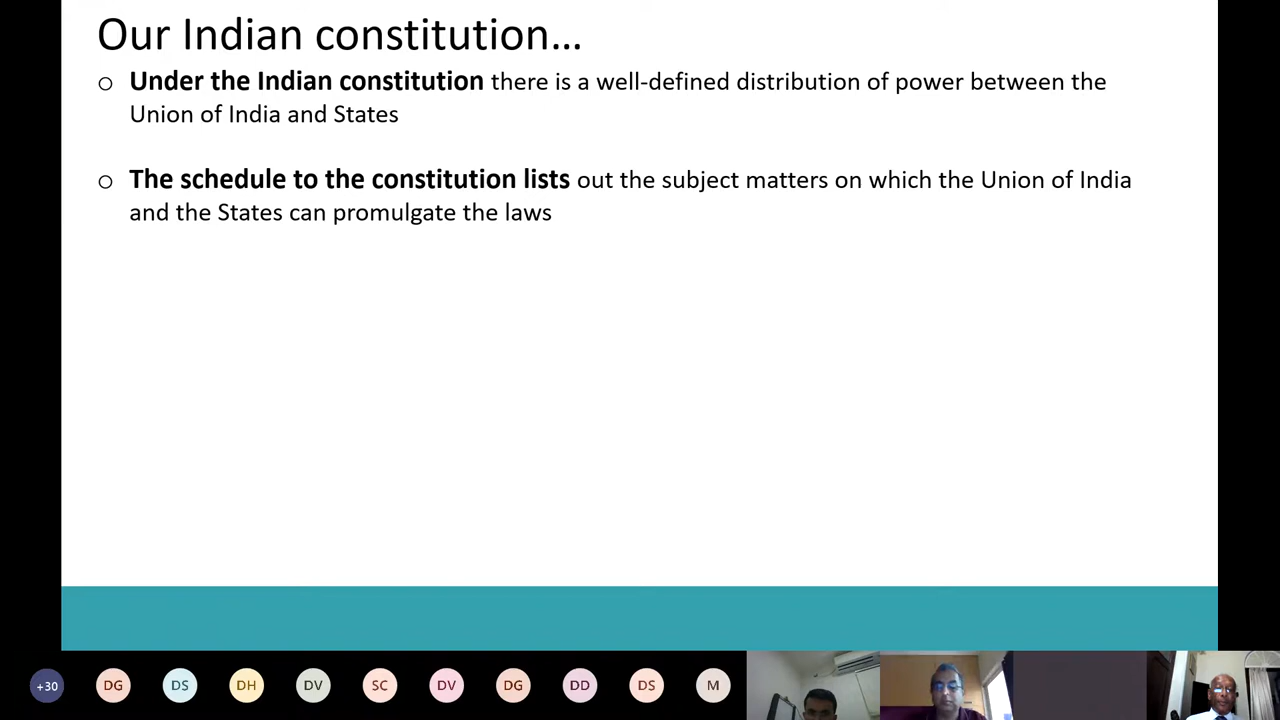 Our Indian constitution...
o Under the Indian constitution there is a well-defined distribution of power between the
Union of India and States
o The schedule to the constitution lists out the subject matters on which the Union of India
and the States can promulgate the laws
+30 DG DS DH DV SC DV DG DD DS M